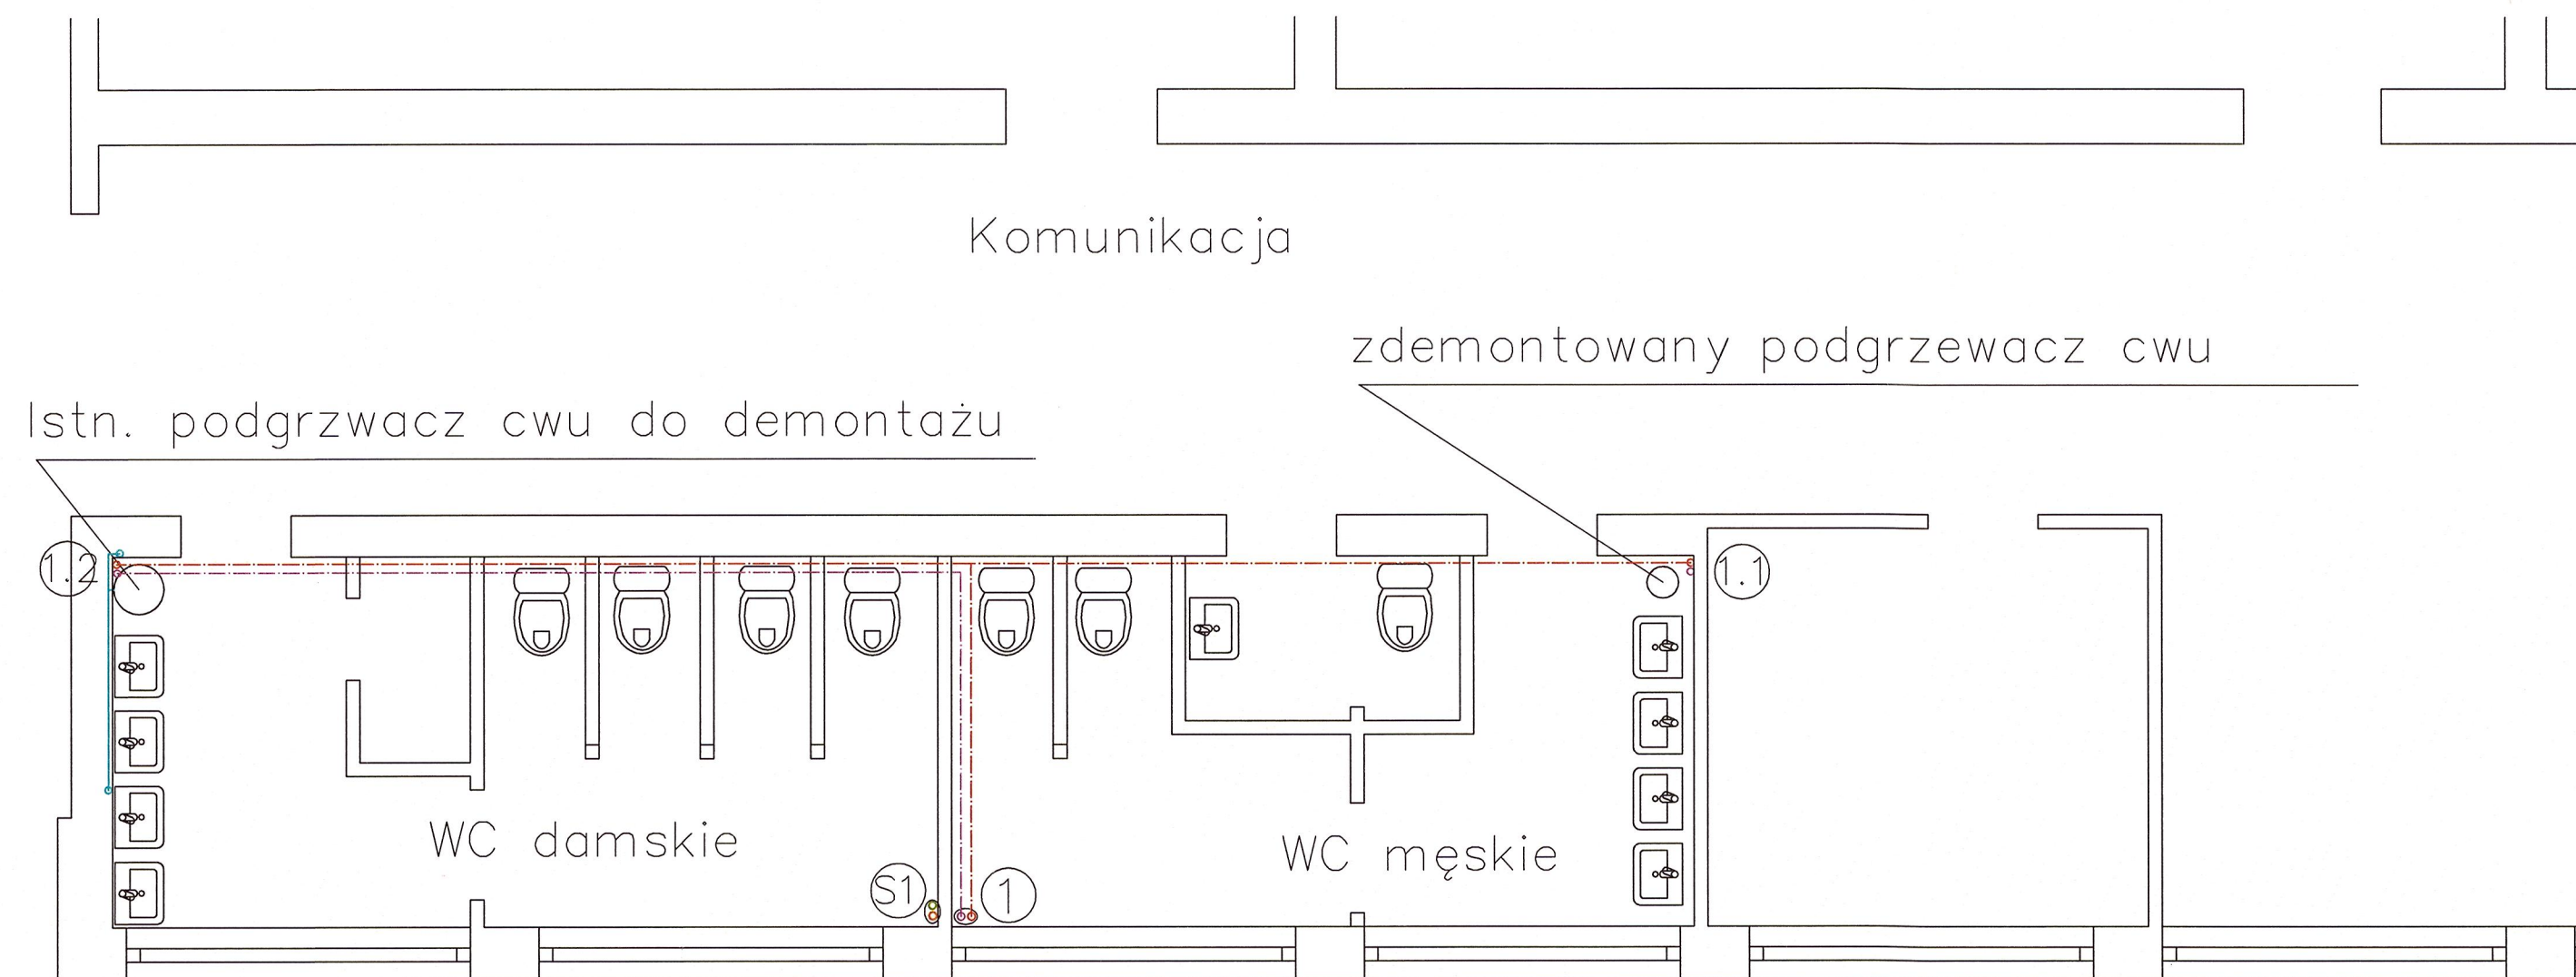 Komunikacja
zdemontowany podgrzewacz cwu
Istn. podgrzwacz cwu do demontażu
1.2
1.1
WC damskie
WC męskie
S1
1